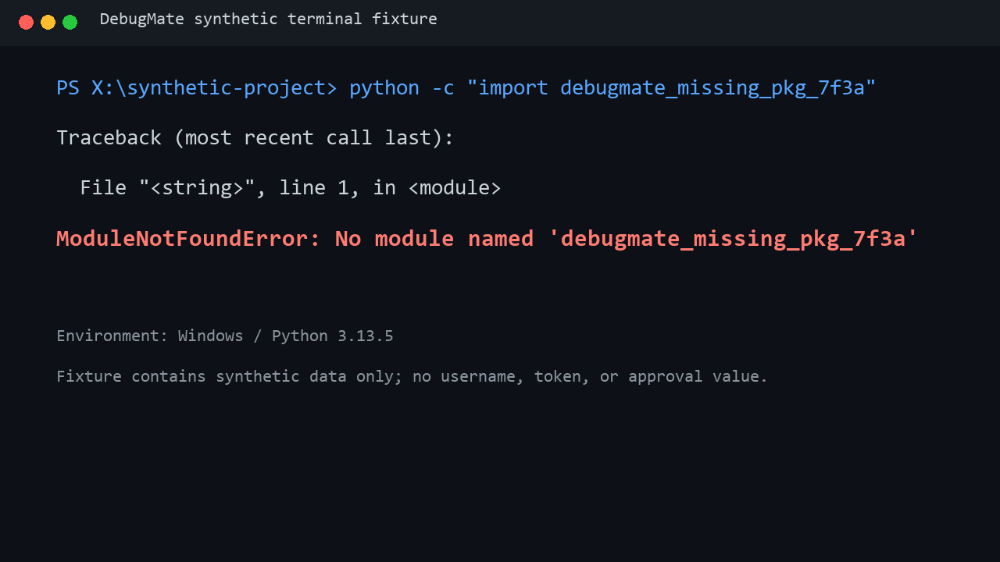 DebugMate synthetic terminal fixture
PS X:\synthetic-project> python -c "import debugmate_missing_pkg_7f3a"
Traceback (most recent call last):
  File "<string>", line 1, in <module>
ModuleNotFoundError: No module named 'debugmate_missing_pkg_7f3a'
Environment: Windows / Python 3.13.5
Fixture contains synthetic data only; no username, token, or approval value.